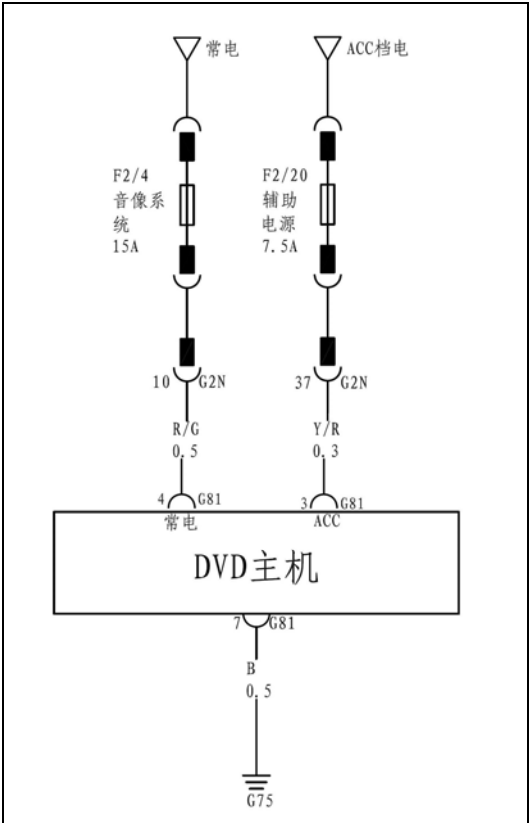 常电
ACC档电
F2/4
音像系
统
15A
F2/20
辅助
电源
7.5A
10 G2N
37 G2N
R/G
0.5
Y/R
0.3
4 G81
3 G81
常电
ACC
DVD主机
7 G81
B
0.5
G75